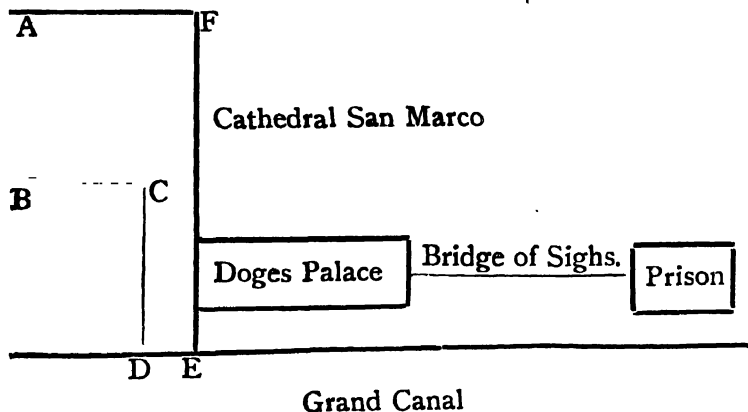 A F
Cathedral San Marco
B C
Bridge of Sighs.
Doges Palace Prison
D E
Grand Canal